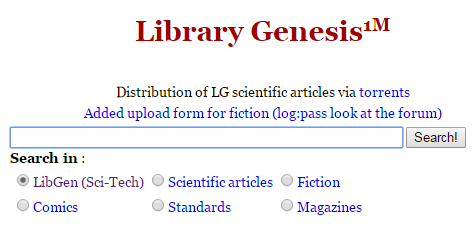 Library Genesis1M
Distribution of LG scientific articles via torrents
Added upload form for fiction (log:pass look at the forum)
Search!
Search in :
LibGen (Sci-Tech) Scientific articles Fiction
Comics Standards Magazines